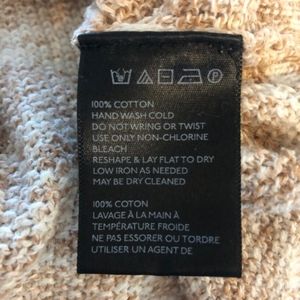 100% COTTON
HAND WASH COLD
DO NOT WRING OR TWIST
USE ONLY NON-CHLORINE
BLEACH
RESHAPE & LAY FLAT TO DRY
LOW IRON AS NEEDED
MAY BE DRY CLEANED
100% COTON
LAVAGE À LA MAIN À
TEMPÉRATURE FROIDE
NE PAS ESSORER OU TORDRE
UTILISER UN AGENT DE